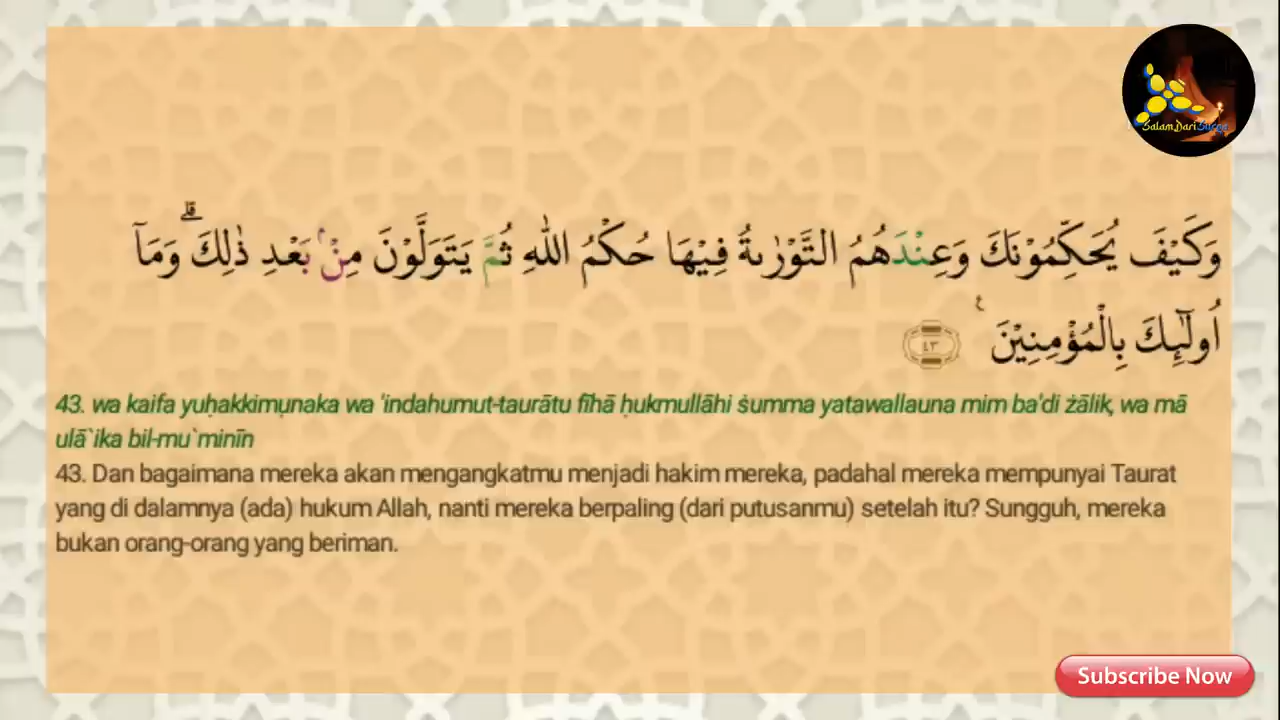 Salam Dari Surga
وَكَيْفَ يُحَكِّمُوْنَكَ وَعِنْدَهُمُ التَّوْرٰىةُ فِيْهَا حُكْمُ اللّٰهِ ثُمَّ يَتَوَلَّوْنَ مِنْۢ بَعْدِ ذٰلِكَ ۗوَمَآ
اُولٰۤىِٕكَ بِالْمُؤْمِنِيْنَ ࣖ ٤٣
43. wa kaifa yuḥakkimụnaka wa 'indahumut-taurātu fīhā ḥukmullāhi ṡumma yatawallauna mim ba'di żālik, wa mā
ulā`ika bil-mu`minīn
43. Dan bagaimana mereka akan mengangkatmu menjadi hakim mereka, padahal mereka mempunyai Taurat
yang di dalamnya (ada) hukum Allah, nanti mereka berpaling (dari putusanmu) setelah itu? Sungguh, mereka
bukan orang-orang yang beriman.
Subscribe Now